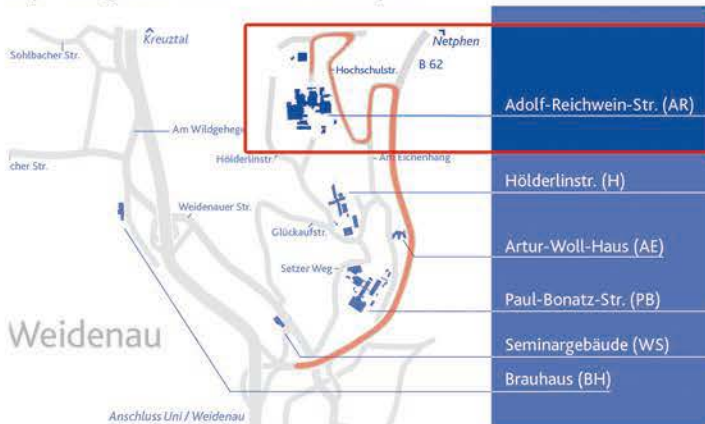 Kreuztal
Netphen
Sohlbacher Str.
B 62
Hochschulstr.
Adolf-Reichwein-Str. (AR)
Am Wildgehege
Hölderlinstr.
Am Eichenhang
cher Str.
Hölderlinstr. (H)
Weidenauer Str.
Glückaufstr.
Artur-Woll-Haus (AE)
Setzer Weg
Paul-Bonatz-Str. (PB)
Weidenau
Seminargebäude (WS)
Brauhaus (BH)
Anschluss Uni / Weidenau